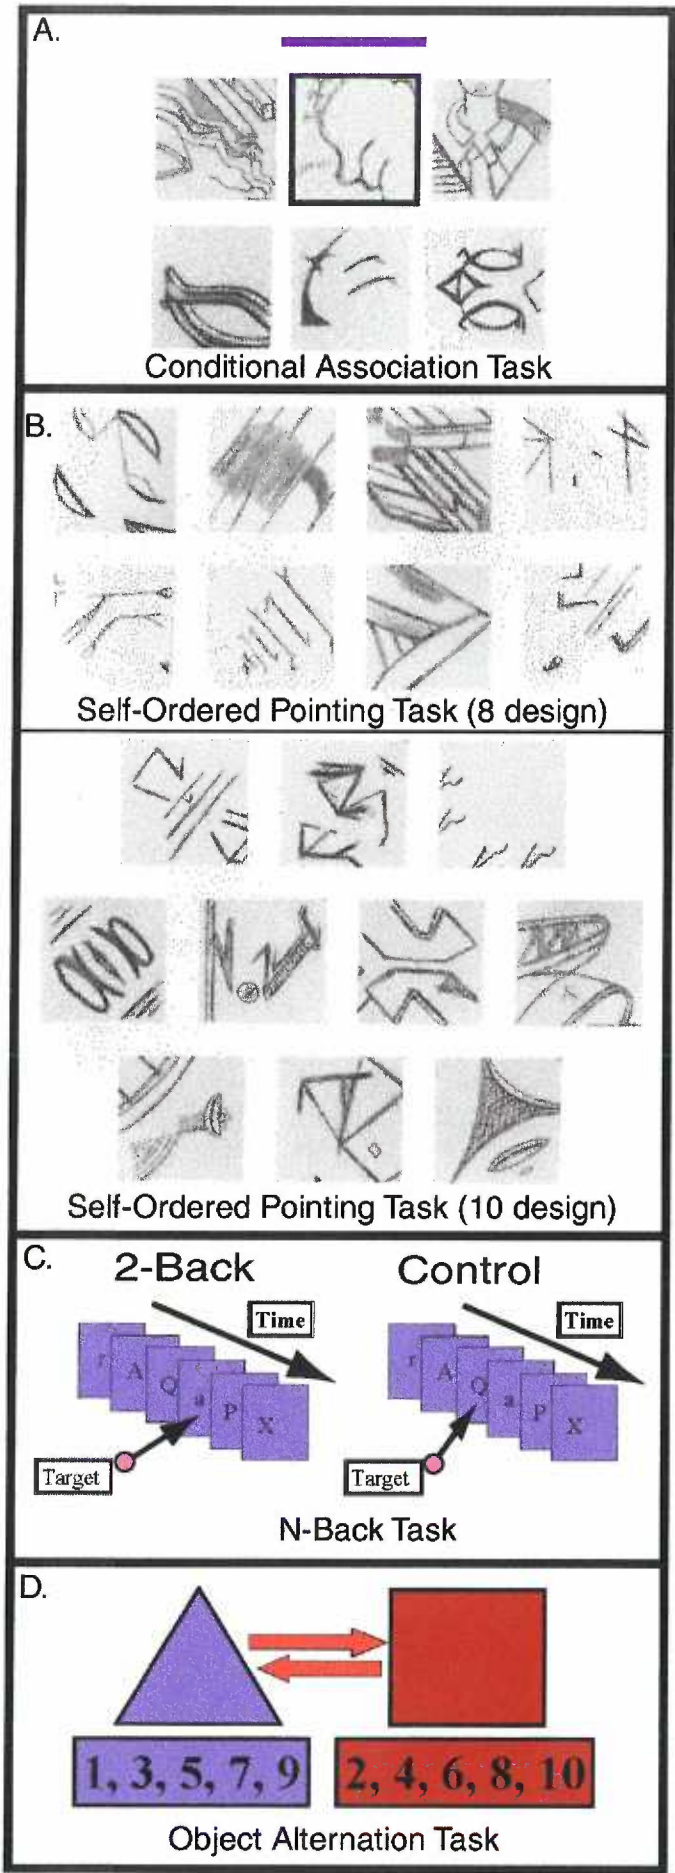 A.
Conditional Association Task
B.
Self-Ordered Pointing Task (8 design)
Self-Ordered Pointing Task (10 design)
C.
2-Back Control
Time Time
r A Q a P X r A Q a P X
Target Target
N-Back Task
D.
1, 3, 5, 7, 9 2, 4, 6, 8, 10
Object Alternation Task